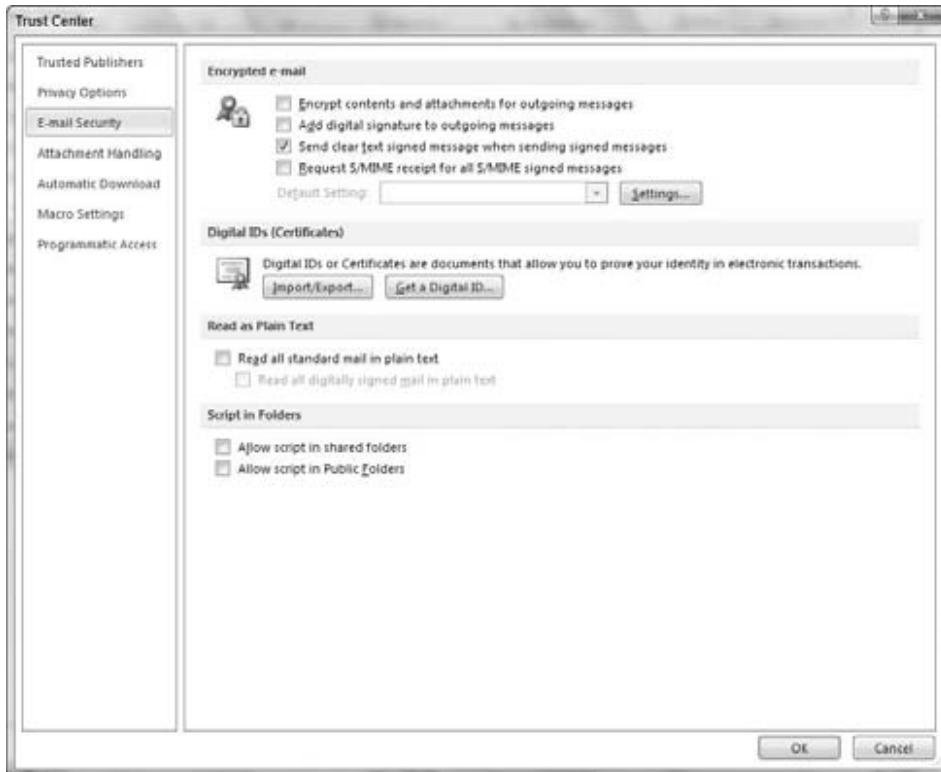 Trust Center
Trusted Publishers
Privacy Options
E-mail Security
Attachment Handling
Automatic Download
Macro Settings
Programmatic Access
Encrypted e-mail
Encrypt contents and attachments for outgoing messages
Add digital signature to outgoing messages
Send clear text signed message when sending signed messages
Request S/MIME receipt for all S/MIME signed messages
Default Setting: Settings...
Digital IDs (Certificates)
Digital IDs or Certificates are documents that allow you to prove your identity in electronic transactions.
Import/Export... Get a Digital ID...
Read as Plain Text
Read all standard mail in plain text
Read all digitally signed mail in plain text
Script in Folders
Allow script in shared folders
Allow script in Public Folders
OK Cancel